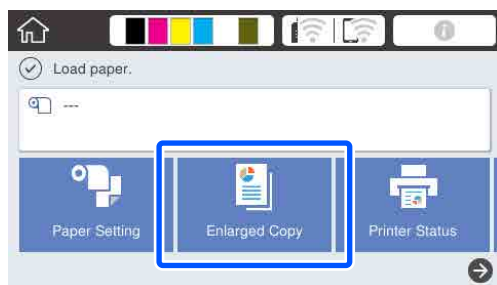 Load paper.
---
Paper Setting
Enlarged Copy
Printer Status